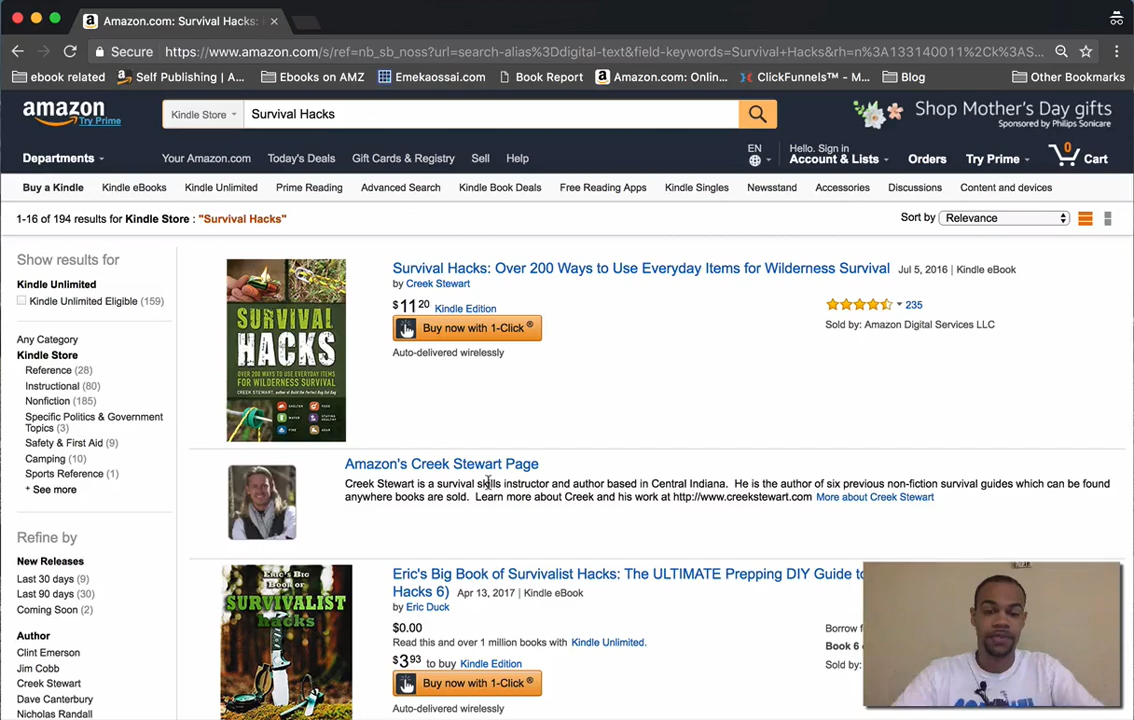 Amazon.com: Survival Hacks:
Secure https://www.amazon.com/s/ref=nb_sb_noss?url=search-alias%3Ddigital-text&field-keywords=Survival+Hacks&rh=n%3A133140011%2Ck%3AS...
ebook related Self Publishing | A... Ebooks on AMZ Emekaossai.com Book Report Amazon.com: Onlin... ClickFunnels™ - M... Blog Other Bookmarks
amazon
Try Prime
Kindle Store Survival Hacks
Shop Mother's Day gifts
Sponsored by Philips Sonicare
Departments Your Amazon.com Today's Deals Gift Cards & Registry Sell Help EN Hello. Sign in Account & Lists Orders Try Prime 0 Cart
Buy a Kindle Kindle eBooks Kindle Unlimited Prime Reading Advanced Search Kindle Book Deals Free Reading Apps Kindle Singles Newsstand Accessories Discussions Content and devices
1-16 of 194 results for Kindle Store : "Survival Hacks" Sort by Relevance
Show results for
Kindle Unlimited
Kindle Unlimited Eligible (159)
Any Category
Kindle Store
Reference (28)
Instructional (80)
Nonfiction (185)
Specific Politics & Government
Topics (3)
Safety & First Aid (9)
Camping (10)
Sports Reference (1)
+ See more
Refine by
New Releases
Last 30 days (9)
Last 90 days (30)
Coming Soon (2)
Author
Clint Emerson
Jim Cobb
Creek Stewart
Dave Canterbury
Nicholas Randall
SURVIVAL
HACKS
OVER 200 WAYS TO USE EVERYDAY ITEMS
FOR WILDERNESS SURVIVAL
Survival Hacks: Over 200 Ways to Use Everyday Items for Wilderness Survival Jul 5, 2016 | Kindle eBook
by Creek Stewart
$11 20 Kindle Edition
Buy now with 1-Click ®
Auto-delivered wirelessly
235
Sold by: Amazon Digital Services LLC
Amazon's Creek Stewart Page
Creek Stewart is a survival skills instructor and author based in Central Indiana. He is the author of six previous non-fiction survival guides which can be found
anywhere books are sold. Learn more about Creek and his work at http://www.creekstewart.com More about Creek Stewart
Eric's Big Book of
SURVIVALIST
hacks
Eric's Big Book of Survivalist Hacks: The ULTIMATE Prepping DIY Guide to
Hacks 6) Apr 13, 2017 | Kindle eBook
by Eric Duck
$0.00
Read this and over 1 million books with Kindle Unlimited.
$3 93 to buy Kindle Edition
Buy now with 1-Click ®
Auto-delivered wirelessly
Borrow f
Book 6
Sold by: